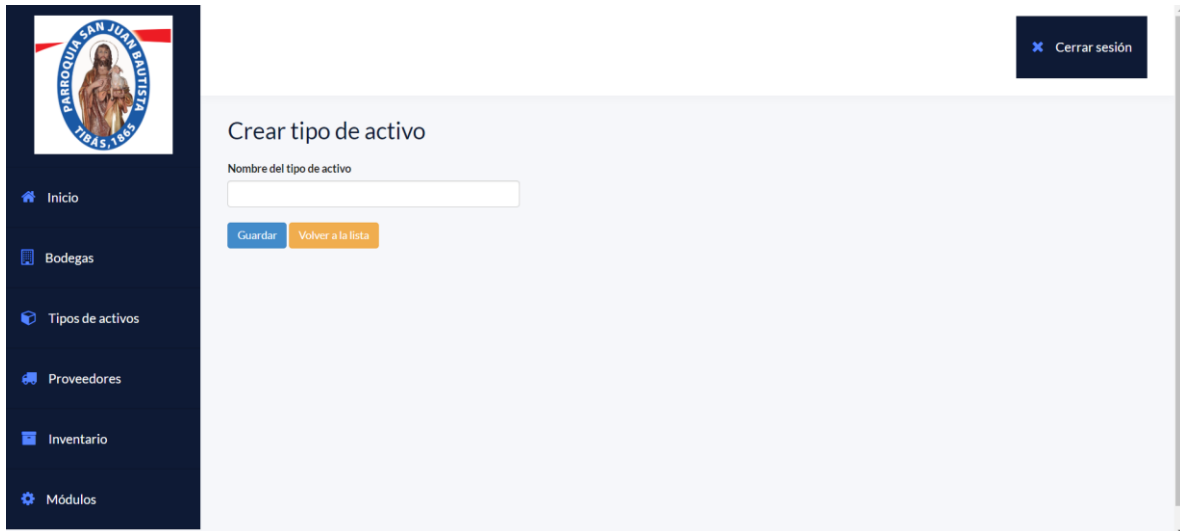 PARROQUIA SAN JUAN BAUTISTA
TIBÁS, 1865
Cerrar sesión
Crear tipo de activo
Nombre del tipo de activo
Guardar
Volver a la lista
Inicio
Bodegas
Tipos de activos
Proveedores
Inventario
Módulos